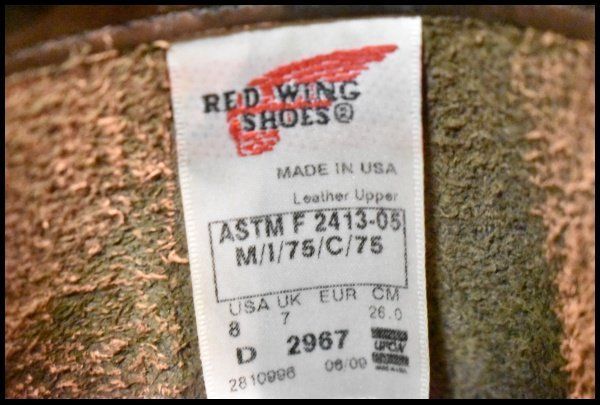 RED WING
SHOES®
MADE IN USA
Leather Upper
ASTM F 2413-05
M/I/75/C/75
USA UK EUR CM
8 7 26.0
D 2967
2810996 06/09